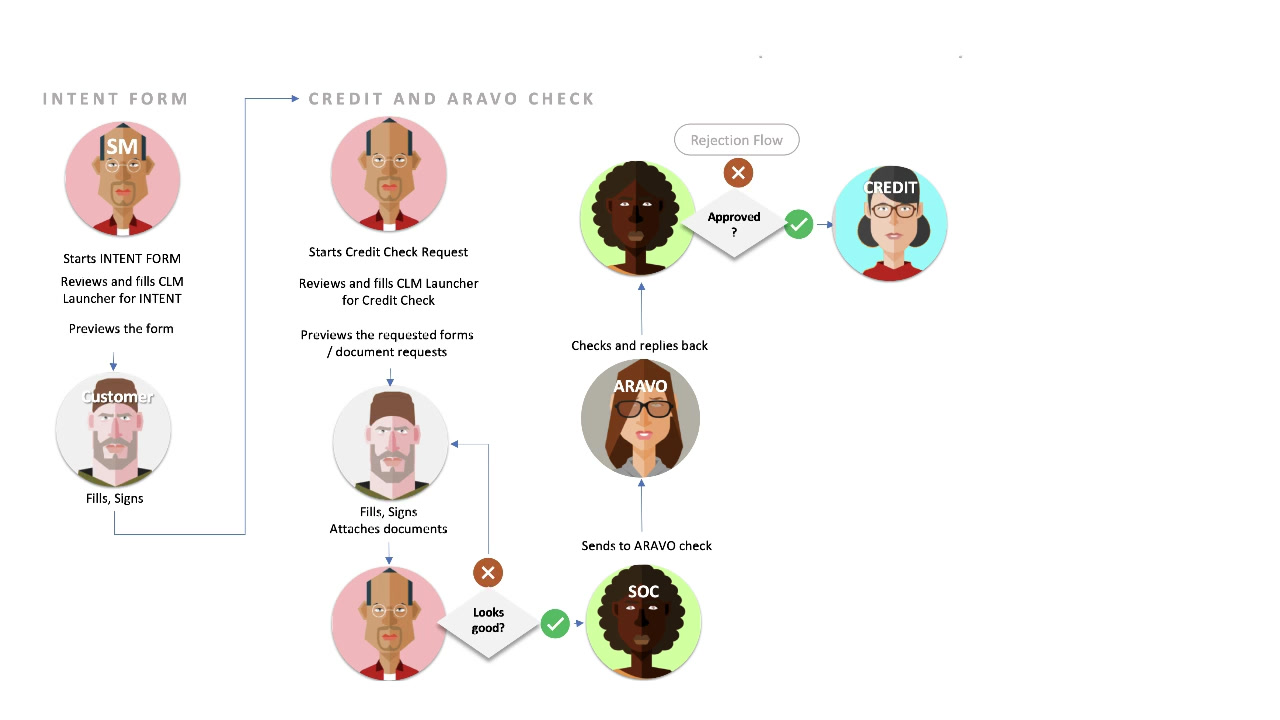 INTENT FORM
SM
Starts INTENT FORM
Reviews and fills CLM
Launcher for INTENT
Previews the form
Customer
Fills, Signs
CREDIT AND ARAVO CHECK
Starts Credit Check Request
Reviews and fills CLM Launcher
for Credit Check
Previews the requested forms
/ document requests
Fills, Signs
Attaches documents
Looks
good?
SOC
Sends to ARAVO check
ARAVO
Checks and replies back
Approved
?
Rejection Flow
CREDIT